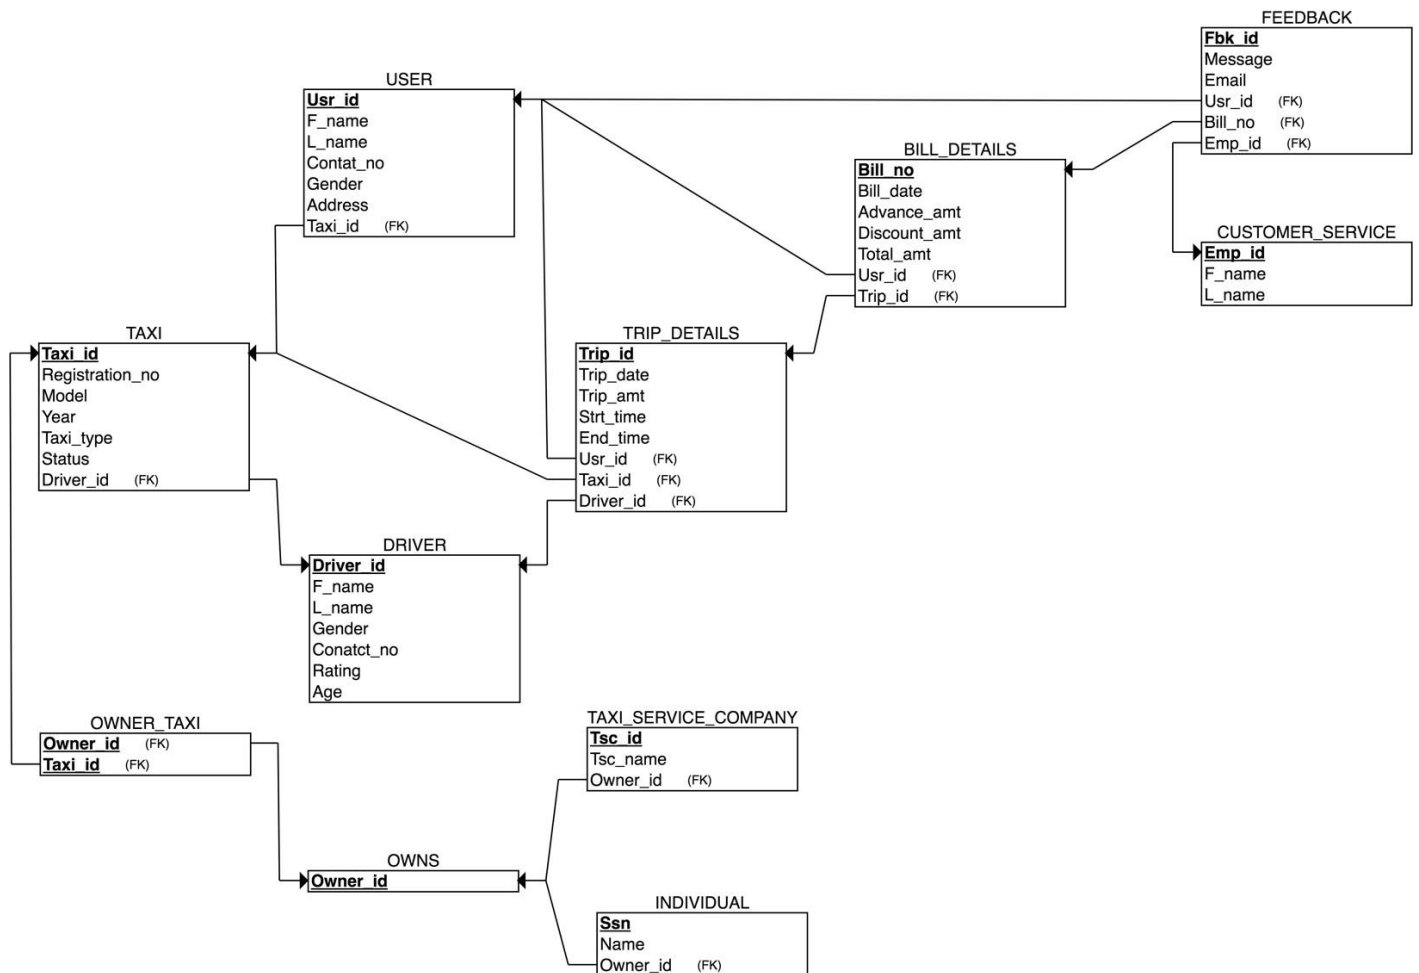 FEEDBACK
Fbk_id
Message
Email
Usr_id (FK)
Bill_no (FK)
Emp_id (FK)
USER
Usr_id
F_name
L_name
Contat_no
Gender
Address
Taxi_id (FK)
BILL_DETAILS
Bill_no
Bill_date
Advance_amt
Discount_amt
Total_amt
Usr_id (FK)
Trip_id (FK)
CUSTOMER_SERVICE
Emp_id
F_name
L_name
TAXI
Taxi_id
Registration_no
Model
Year
Taxi_type
Status
Driver_id (FK)
TRIP_DETAILS
Trip_id
Trip_date
Trip_amt
Strt_time
End_time
Usr_id (FK)
Taxi_id (FK)
Driver_id (FK)
DRIVER
Driver_id
F_name
L_name
Gender
Conatct_no
Rating
Age
OWNER_TAXI
Owner_id (FK)
Taxi_id (FK)
TAXI_SERVICE_COMPANY
Tsc_id
Tsc_name
Owner_id (FK)
OWNS
Owner_id
INDIVIDUAL
Ssn
Name
Owner_id (FK)